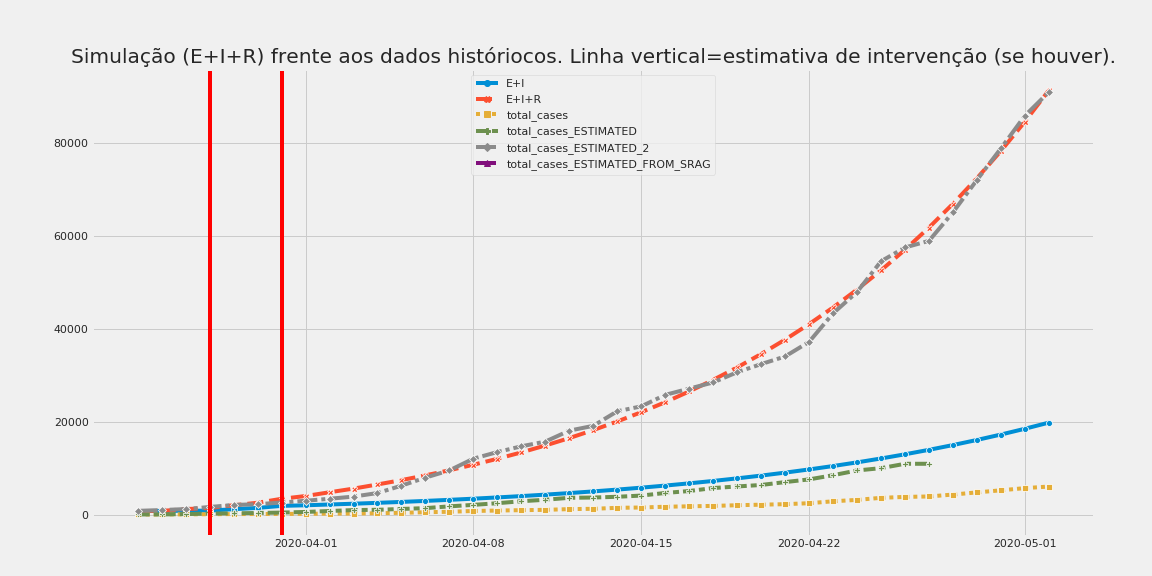 Simulação (E+I+R) frente aos dados históriocos. Linha vertical=estimativa de intervenção (se houver).
E+I
E+I+R
total_cases
total_cases_ESTIMATED
total_cases_ESTIMATED_2
total_cases_ESTIMATED_FROM_SRAG
80000
60000
40000
20000
0
2020-04-01 2020-04-08 2020-04-15 2020-04-22 2020-05-01